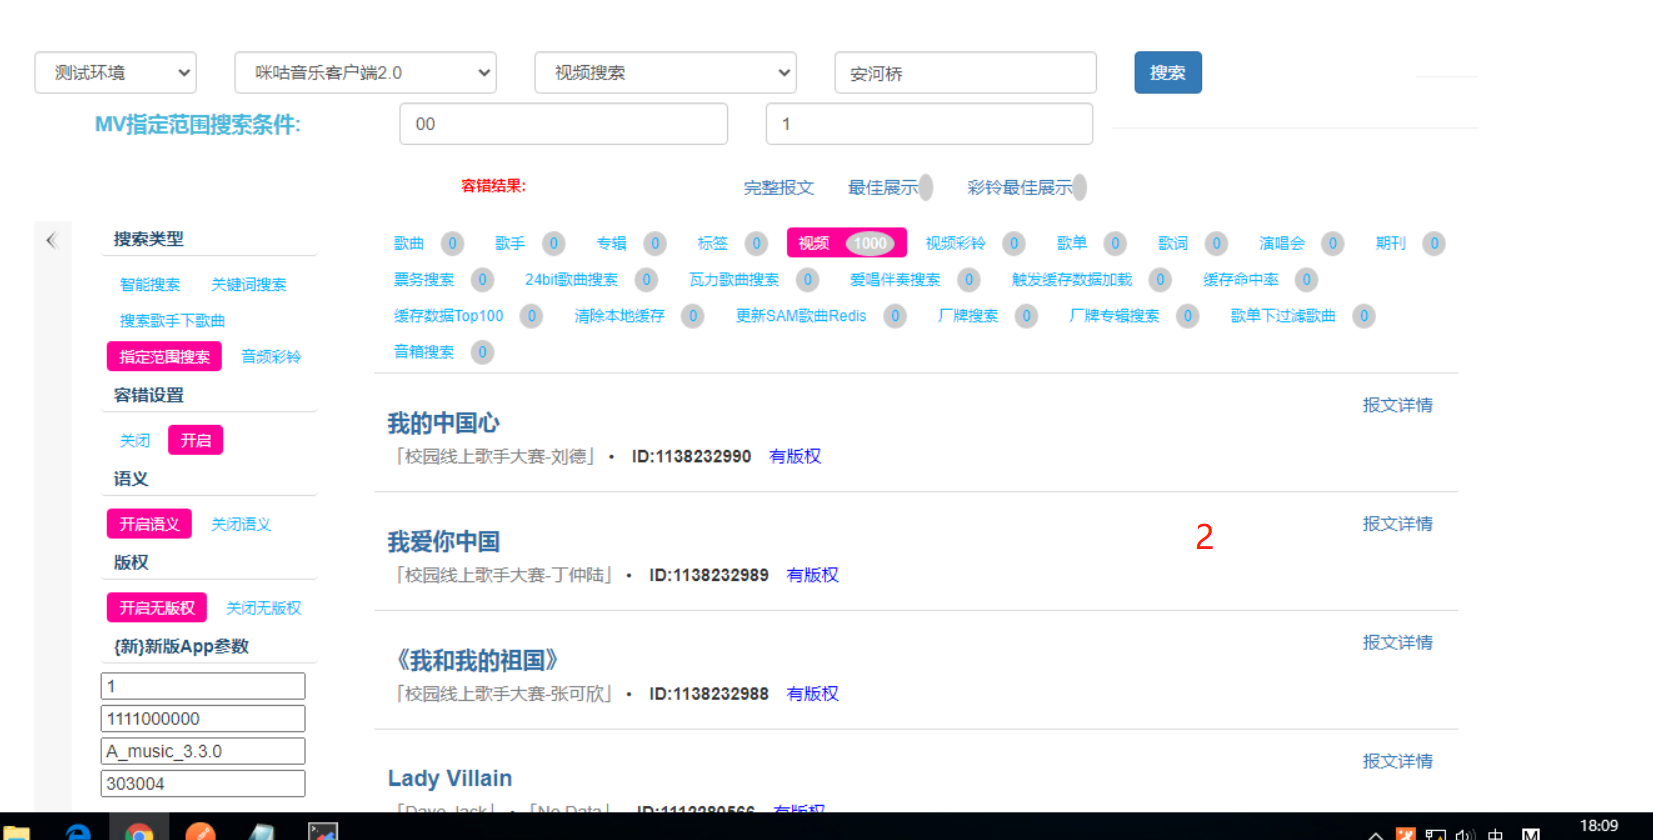 测试环境 咪咕音乐客户端2.0 视频搜索 安河桥 搜索
MV指定范围搜索条件: 00 1
容错结果: 完整报文 最佳展示 彩铃最佳展示
搜索类型
智能搜索 关键词搜索
搜索歌手下歌曲
指定范围搜索 音频彩铃
容错设置
关闭 开启
语义
开启语义 关闭语义
版权
开启无版权 关闭无版权
{新}新版App参数
1
1111000000
A_music_3.3.0
303004
歌曲 0 歌手 0 专辑 0 标签 0 视频 1000 视频彩铃 0 歌单 0 歌词 0 演唱会 0 期刊 0
票务搜索 0 24bit歌曲搜索 0 瓦力歌曲搜索 0 爱唱伴奏搜索 0 触发缓存数据加载 0 缓存命中率 0
缓存数据Top100 0 清除本地缓存 0 更新SAM歌曲Redis 0 厂牌搜索 0 厂牌专辑搜索 0 歌单下过滤歌曲 0
音箱搜索 0
报文详情
我的中国心
「校园线上歌手大赛-刘德」 • ID:1138232990 有版权
报文详情
我爱你中国
2
「校园线上歌手大赛-丁仲陆」 • ID:1138232989 有版权
报文详情
《我和我的祖国》
「校园线上歌手大赛-张可欣」 • ID:1138232988 有版权
报文详情
Lady Villain
「Dave Jack」 • 「No Data」 ID:1112280566 有版权
中 M 18:09